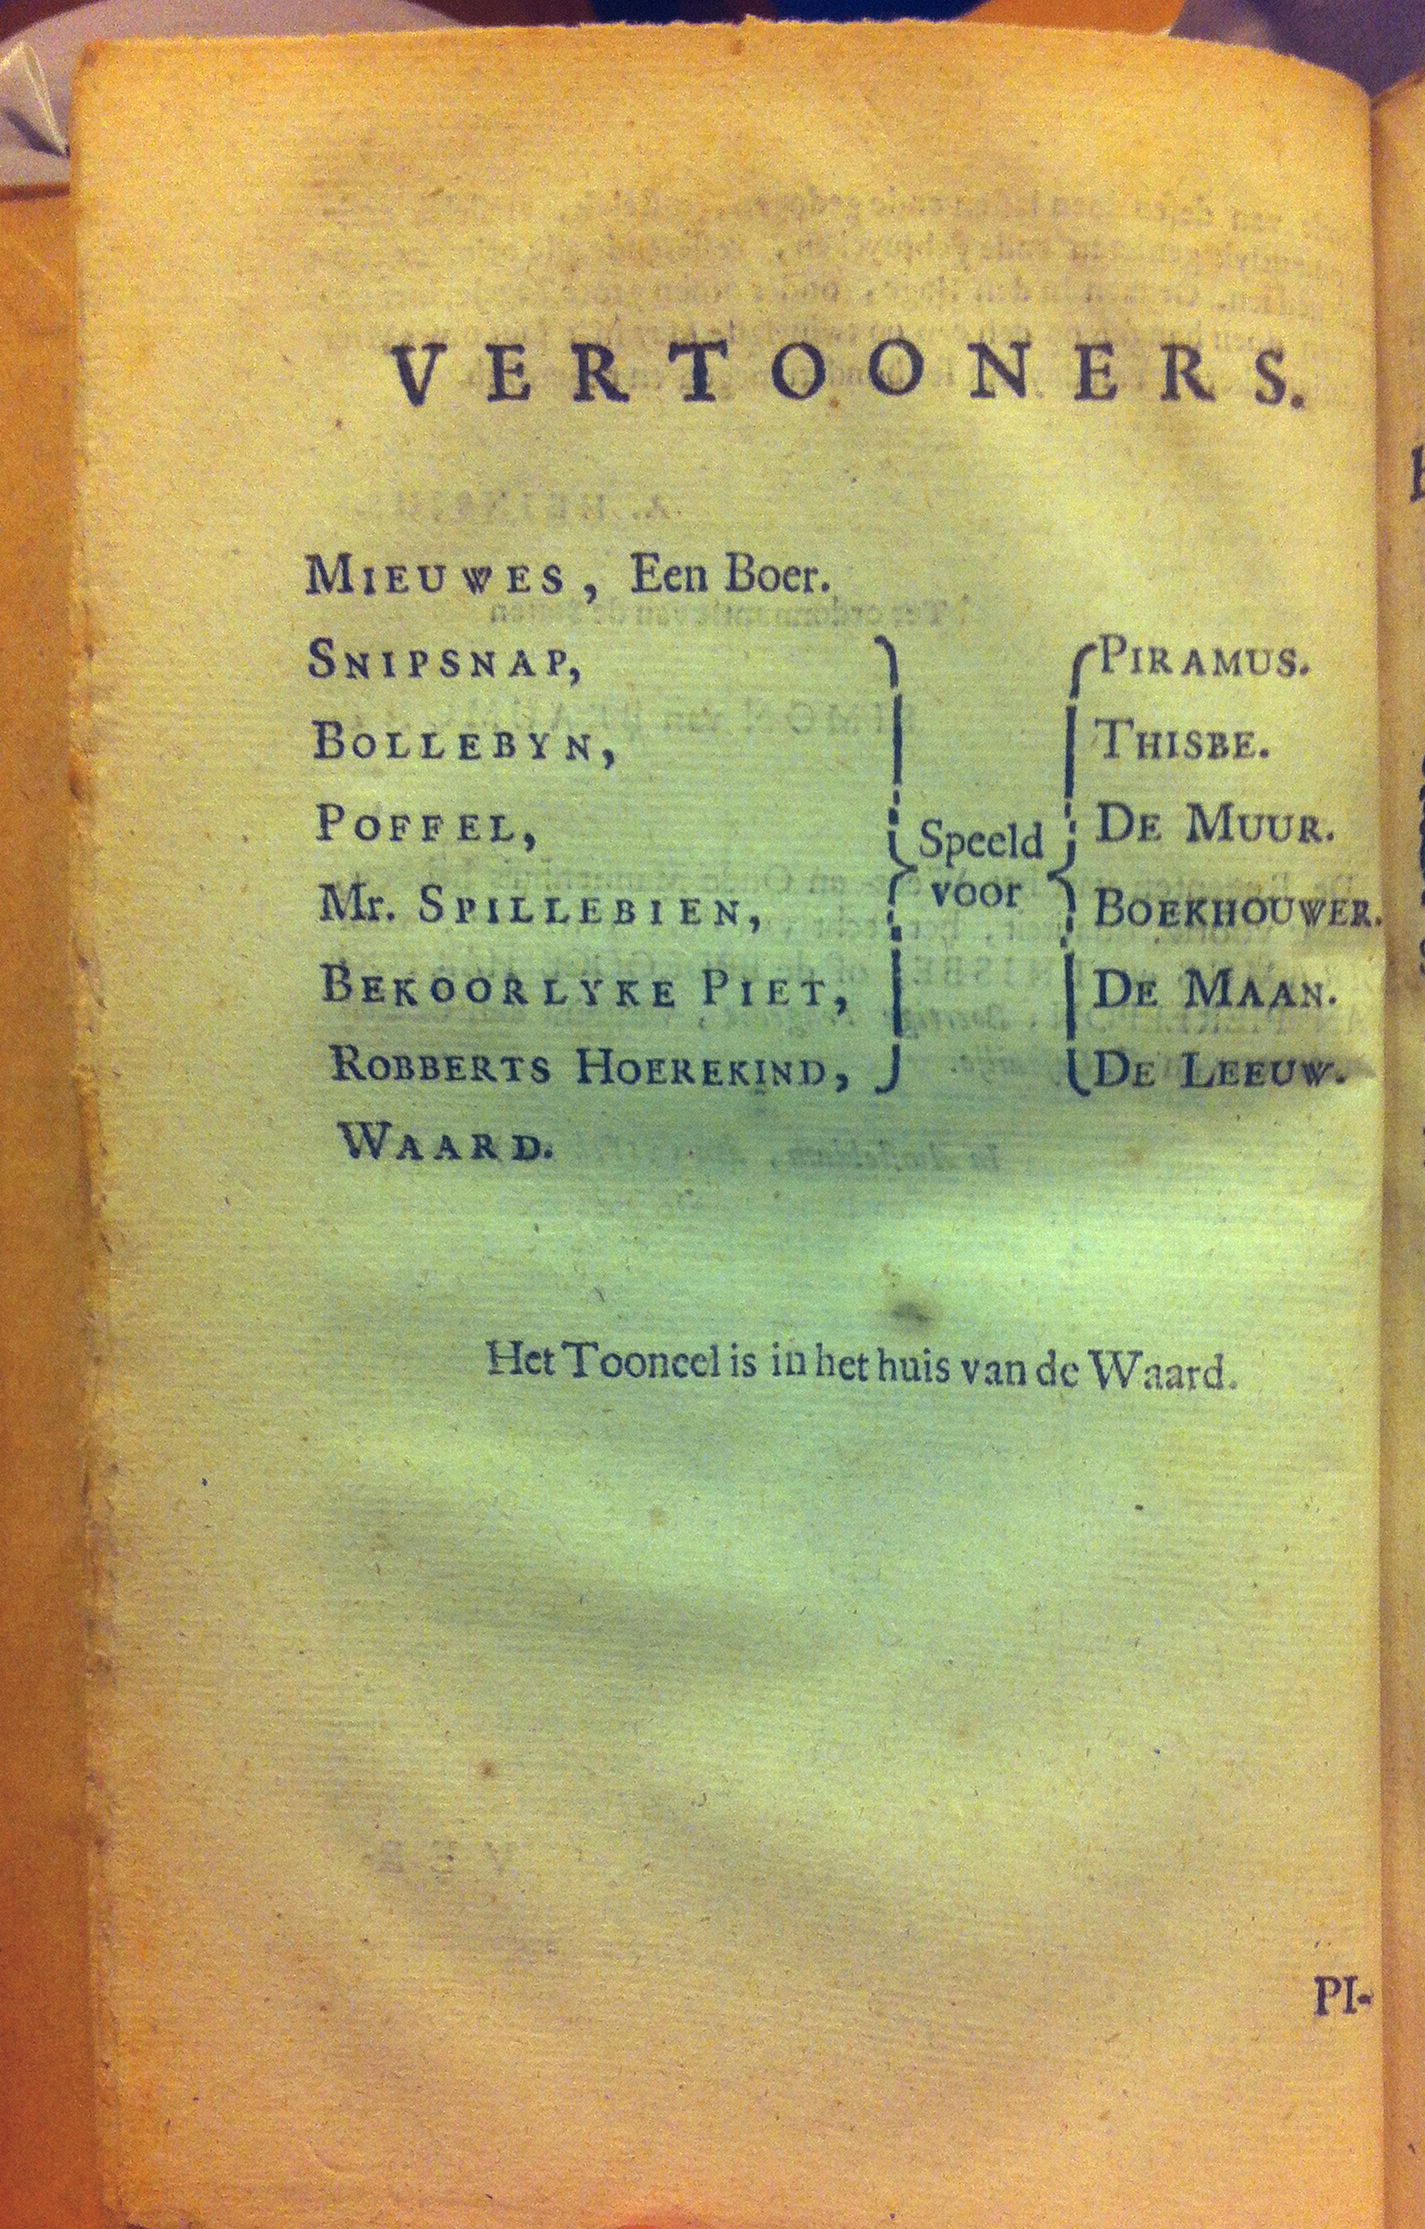 VERTOONERS.
MIEUWES, Een Boer.
SNIPSNAP, PIRAMUS.
BOLLEBYN, THISBE.
POFFEL, Speeld DE MUUR.
Mr. SPILLEBIEN, voor BOEKHOUWER.
BEKOORLYKE PIET, DE MAAN.
ROBBERTS HOEREKIND, DE LEEUW.
WAARD.
Het Tooneel is in het huis van de Waard.
PI-